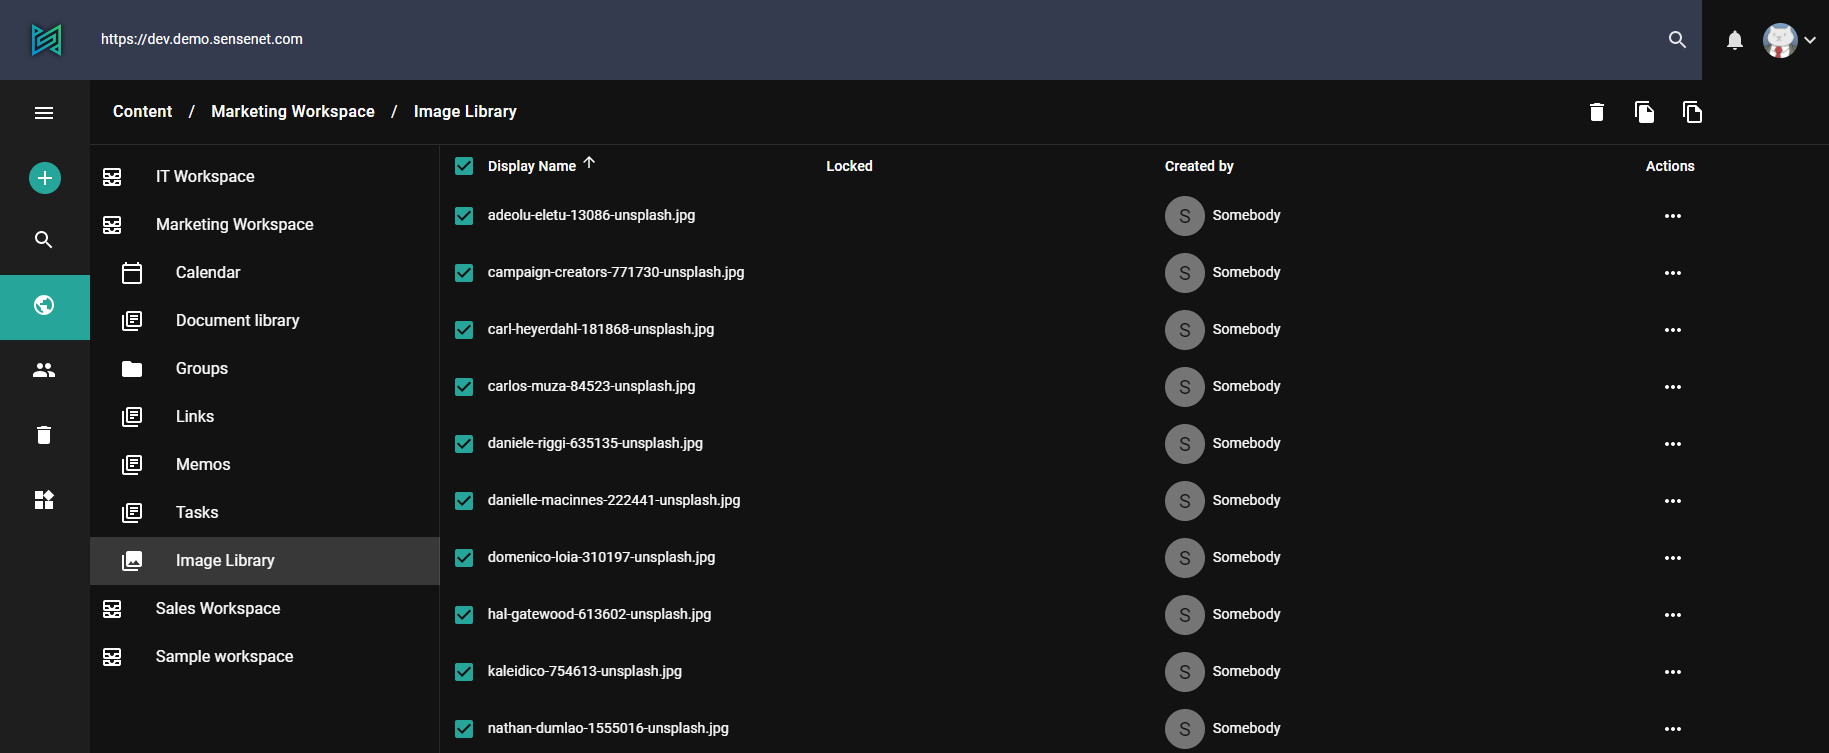 https://dev.demo.sensenet.com
Content / Marketing Workspace / Image Library
IT Workspace
Marketing Workspace
Calendar
Document library
Groups
Links
Memos
Tasks
Image Library
Sales Workspace
Sample workspace
Display Name Locked Created by Actions
adeolu-eletu-13086-unsplash.jpg S Somebody
campaign-creators-771730-unsplash.jpg S Somebody
carl-heyerdahl-181868-unsplash.jpg S Somebody
carlos-muza-84523-unsplash.jpg S Somebody
daniele-riggi-635135-unsplash.jpg S Somebody
danielle-macinnes-222441-unsplash.jpg S Somebody
domenico-loia-310197-unsplash.jpg S Somebody
hal-gatewood-613602-unsplash.jpg S Somebody
kaleidico-754613-unsplash.jpg S Somebody
nathan-dumlao-1555016-unsplash.jpg S Somebody